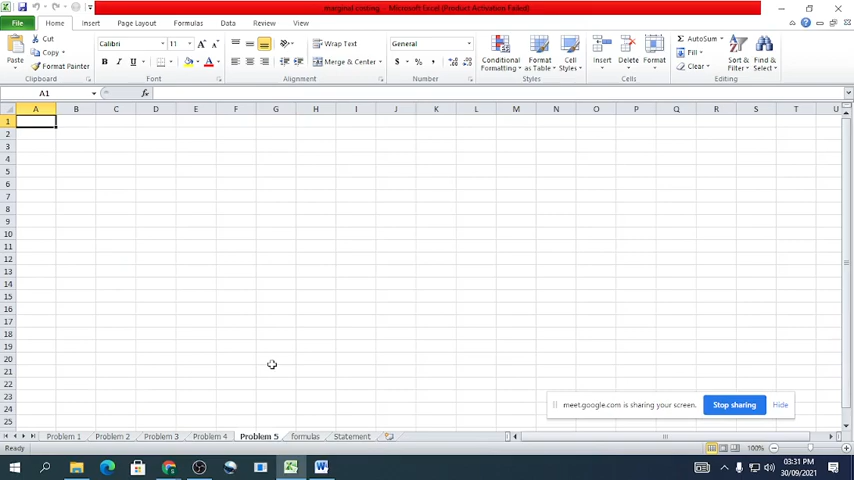 marginal costing - Microsoft Excel (Product Activation Failed)
File Home Insert Page Layout Formulas Data Review View
Paste
Cut
Copy
Format Painter
Clipboard
Calibri 11
B I U
Font
Wrap Text
Merge & Center
Alignment
General
$ % ,
Number
Conditional Formatting
Format as Table
Cell Styles
Styles
Insert
Delete
Format
Cells
AutoSum
Fill
Clear
Sort & Filter
Find & Select
Editing
A1 fx
A B C D E F G H I J K L M N O P Q R S T U
1
2
3
4
5
6
7
8
9
10
11
12
13
14
15
16
17
18
19
20
21
22
23
24
25
meet.google.com is sharing your screen. Stop sharing Hide
Problem 1 Problem 2 Problem 3 Problem 4 Problem 5 formulas Statement
Ready 100%
03:31 PM
30/09/2021